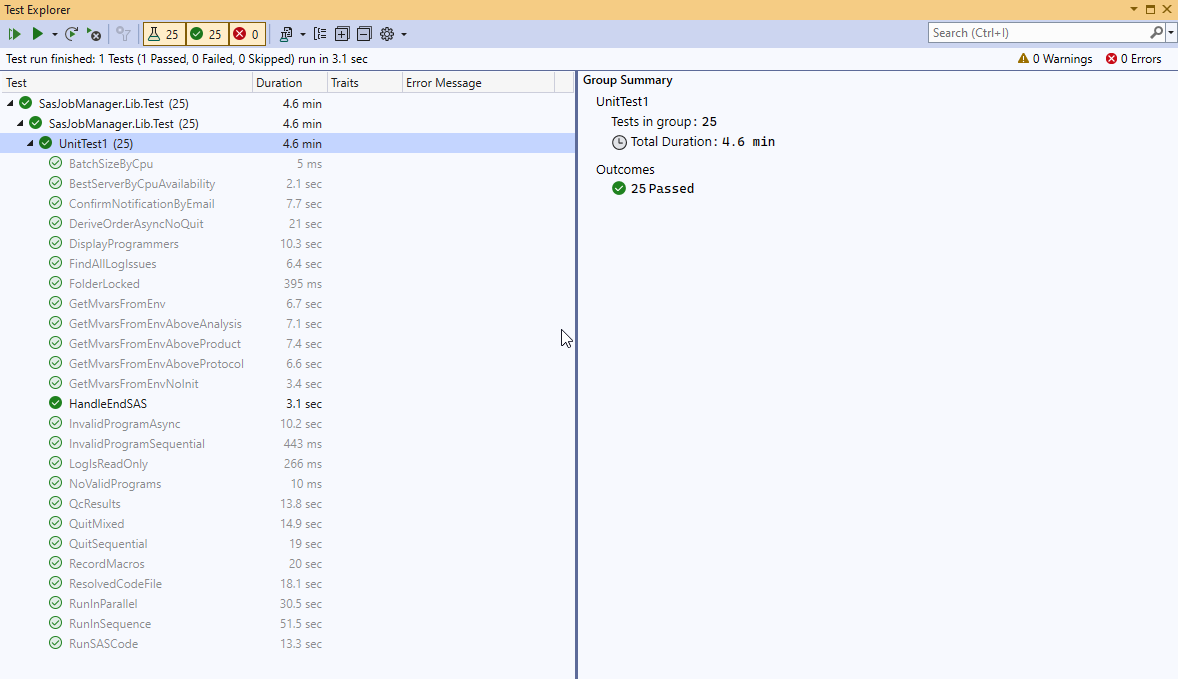 Test Explorer
25 25 0 Search (Ctrl+I)
Test run finished: 1 Tests (1 Passed, 0 Failed, 0 Skipped) run in 3.1 sec 0 Warnings 0 Errors
Test Duration Traits Error Message
SasJobManager.Lib.Test (25) 4.6 min
SasJobManager.Lib.Test (25) 4.6 min
UnitTest1 (25) 4.6 min
BatchSizeByCpu 5 ms
BestServerByCpuAvailability 2.1 sec
ConfirmNotificationByEmail 7.7 sec
DeriveOrderAsyncNoQuit 21 sec
DisplayProgrammers 10.3 sec
FindAllLogIssues 6.4 sec
FolderLocked 395 ms
GetMvarsFromEnv 6.7 sec
GetMvarsFromEnvAboveAnalysis 7.1 sec
GetMvarsFromEnvAboveProduct 7.4 sec
GetMvarsFromEnvAboveProtocol 6.6 sec
GetMvarsFromEnvNoInit 3.4 sec
HandleEndSAS 3.1 sec
InvalidProgramAsync 10.2 sec
InvalidProgramSequential 443 ms
LogIsReadOnly 266 ms
NoValidPrograms 10 ms
QcResults 13.8 sec
QuitMixed 14.9 sec
QuitSequential 19 sec
RecordMacros 20 sec
ResolvedCodeFile 18.1 sec
RunInParallel 30.5 sec
RunInSequence 51.5 sec
RunSASCode 13.3 sec
Group Summary
UnitTest1
Tests in group: 25
Total Duration: 4.6 min
Outcomes
25 Passed